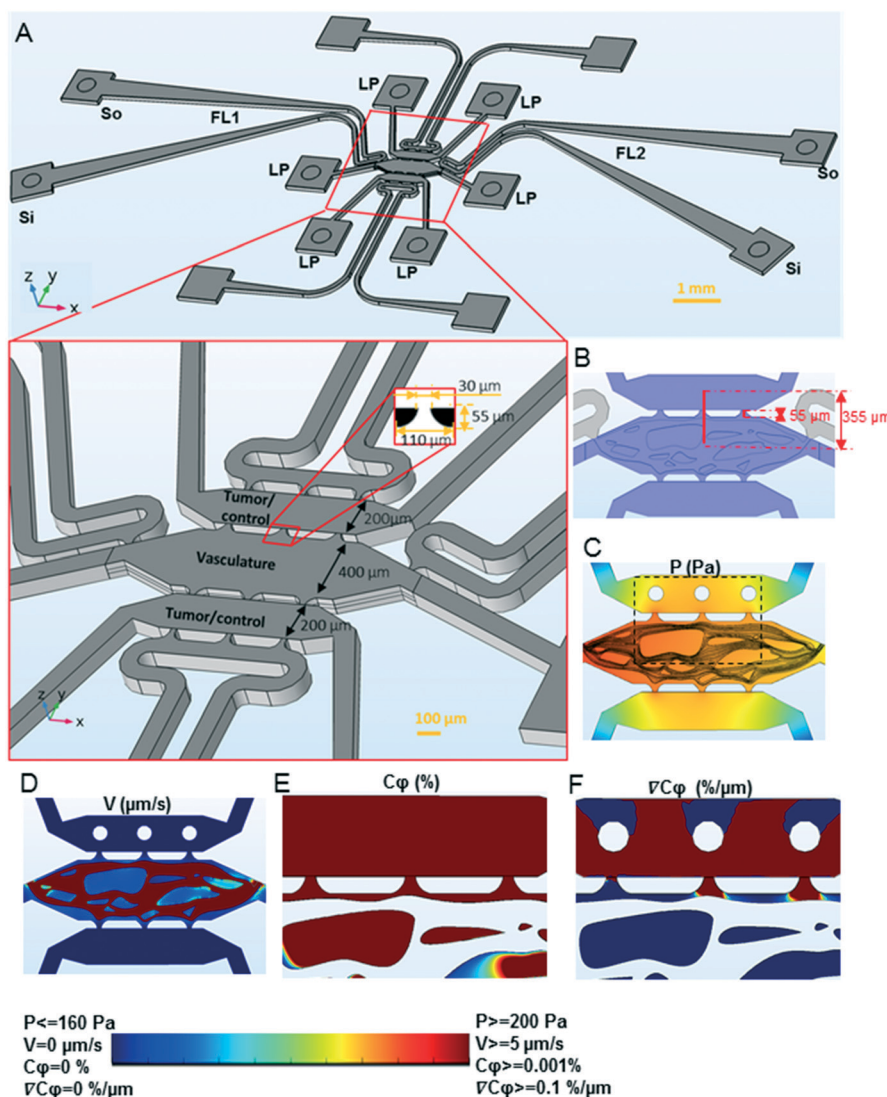 A
LP
LP
So
FL1
So
FL2
LP
LP
Si
Si
LP
LP
z y
x
1 mm
30 µm
55 µm
110µm
Tumor/
control
200µm
Vasculature
400 µm
Tumor/control
200 µm
z y
x
100 µm
B
55 µm
355 µm
C
P (Pa)
D
V (µm/s)
E
Cφ (%)
F
∇Cφ (%/µm)
P<=160 Pa
V=0 µm/s
Cφ=0 %
∇Cφ=0 %/µm
P>=200 Pa
V>=5 µm/s
Cφ>=0.001%
∇Cφ>=0.1 %/µm